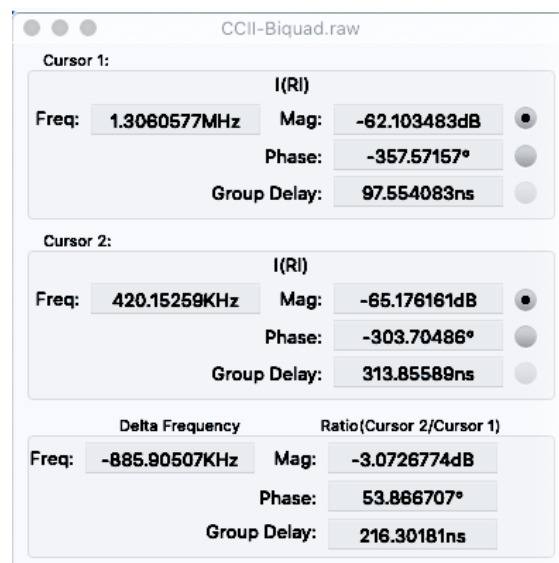 CCII-Biquad.raw
Cursor 1:
I(RI)
Freq: 1.3060577MHz Mag: -62.103483dB
Phase: -357.57157°
Group Delay: 97.554083ns
Cursor 2:
I(RI)
Freq: 420.15259KHz Mag: -65.176161dB
Phase: -303.70486°
Group Delay: 313.85589ns
Delta Frequency Ratio(Cursor 2/Cursor 1)
Freq: -885.90507KHz Mag: -3.0726774dB
Phase: 53.866707°
Group Delay: 216.30181ns